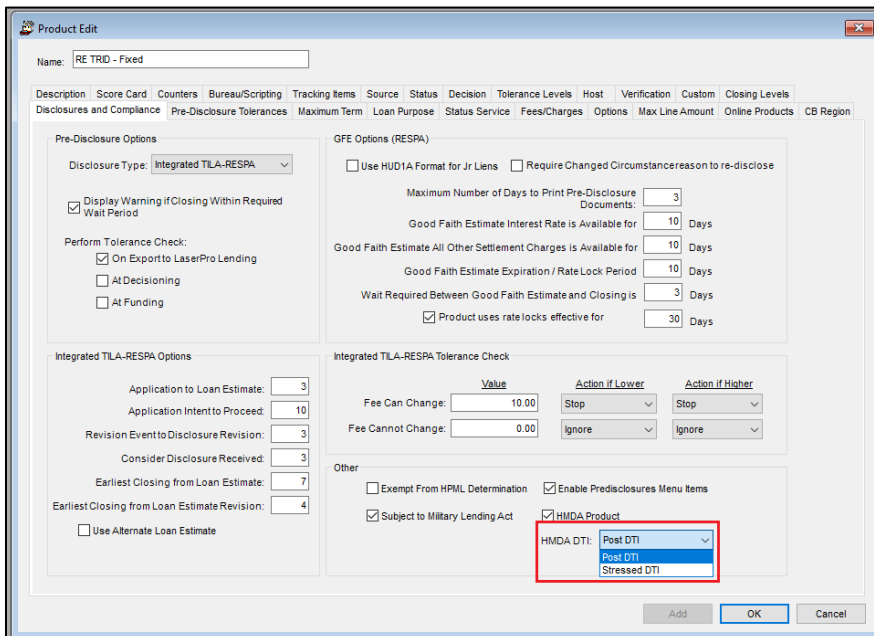 Product Edit
Name: RE TRID - Fixed
Description Score Card Counters Bureau/Scripting Tracking Items Source Status Decision Tolerance Levels Host Verification Custom Closing Levels
Disclosures and Compliance Pre-Disclosure Tolerances Maximum Term Loan Purpose Status Service Fees/Charges Options Max Line Amount Online Products CB Region
Pre-Disclosure Options
Disclosure Type: Integrated TILA-RESPA
Display Warning if Closing Within Required
Wait Period
Perform Tolerance Check:
On Export to LaserPro Lending
At Decisioning
At Funding
GFE Options (RESPA)
Use HUD1A Format for Jr Liens Require Changed Circumstance reason to re-disclose
Maximum Number of Days to Print Pre-Disclosure
Documents: 3
Good Faith Estimate Interest Rate is Available for 10 Days
Good Faith Estimate All Other Settlement Charges is Available for 10 Days
Good Faith Estimate Expiration / Rate Lock Period 10 Days
Wait Required Between Good Faith Estimate and Closing is 3 Days
Product uses rate locks effective for 30 Days
Integrated TILA-RESPA Options
Application to Loan Estimate: 3
Application Intent to Proceed: 10
Revision Event to Disclosure Revision: 3
Consider Disclosure Received: 3
Earliest Closing from Loan Estimate: 7
Earliest Closing from Loan Estimate Revision: 4
Use Alternate Loan Estimate
Integrated TILA-RESPA Tolerance Check
Value Action if Lower Action if Higher
Fee Can Change: 10.00 Stop Stop
Fee Cannot Change: 0.00 Ignore Ignore
Other
Exempt From HPML Determination Enable Predisclosures Menu Items
Subject to Military Lending Act HMDA Product
HMDA DTI: Post DTI
Post DTI
Stressed DTI
Add OK Cancel